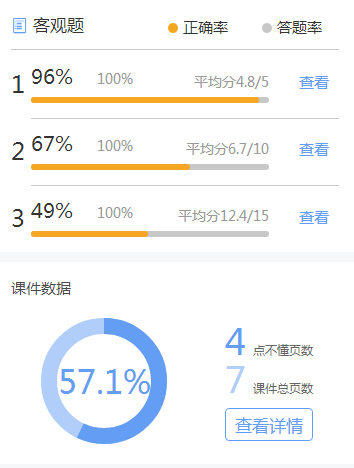 客观题 正确率 答题率
1 96% 100% 平均分4.8/5 查看
2 67% 100% 平均分6.7/10 查看
3 49% 100% 平均分12.4/15 查看
课件数据
57.1%
4 点不懂页数
7 课件总页数
查看详情